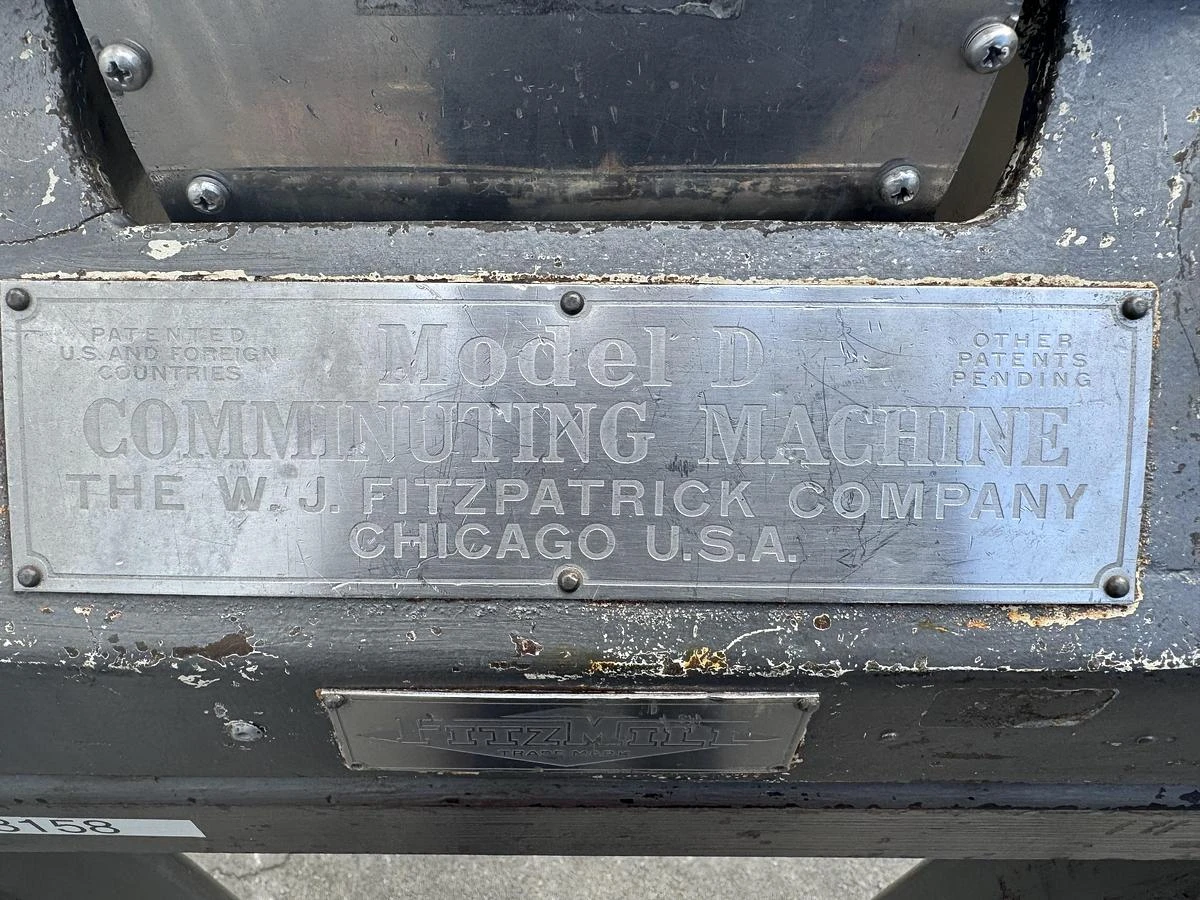 PATENTED
U.S. AND FOREIGN
COUNTRIES
Model D
OTHER
PATENTS
PENDING
COMMINUTING MACHINE
THE W. J. FITZPATRICK COMPANY
CHICAGO U.S.A.
FITZMILL
TRADE MARK
3158